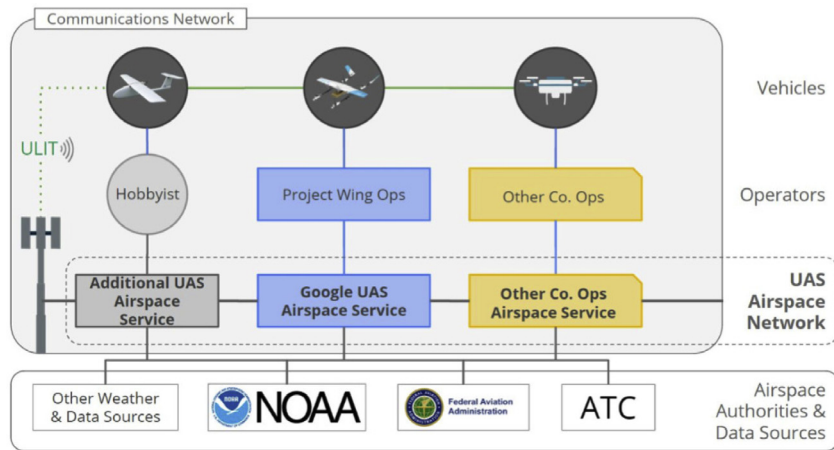 Communications Network
Vehicles
ULIT
Hobbyist
Project Wing Ops
Other Co. Ops
Operators
Additional UAS
Airspace
Service
Google UAS
Airspace Service
Other Co. Ops
Airspace Service
UAS
Airspace
Network
Other Weather
& Data Sources
NOAA
NOAA
Federal Aviation
Administration
ATC
Airspace
Authorities &
Data Sources